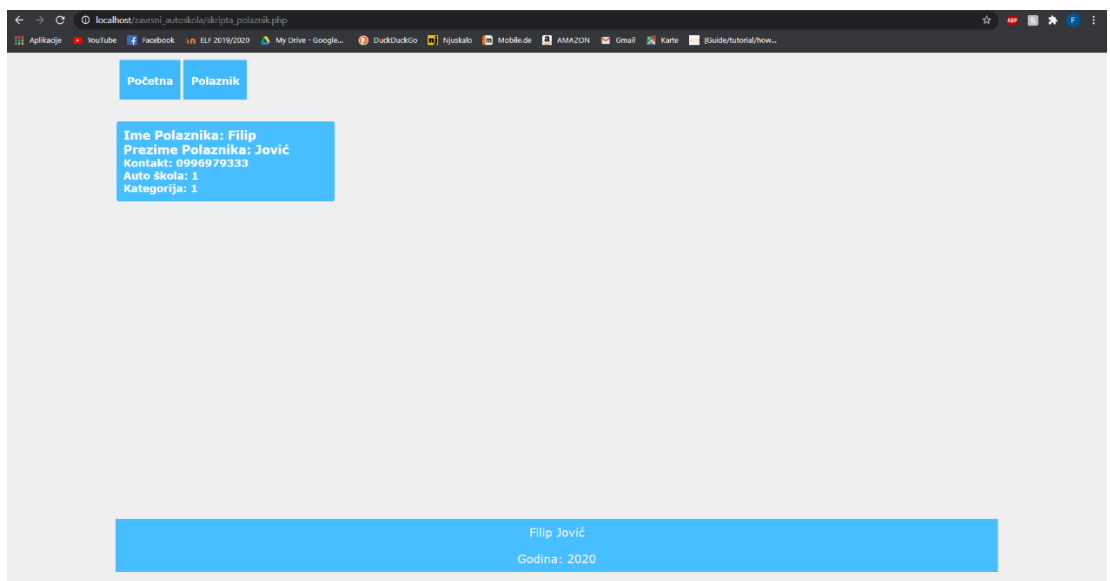 localhost/zavrsni_autoskola/skripta_polaznik.php
ABP
F
Aplikacije YouTube Facebook ELF 2019/2020 My Drive - Google... DuckDuckGo Njuskalo Mobile.de AMAZON Gmail Karte [Guide/tutorial/how...
Početna Polaznik
Ime Polaznika: Filip
Prezime Polaznika: Jović
Kontakt: 0996979333
Auto škola: 1
Kategorija: 1
Filip Jović
Godina: 2020